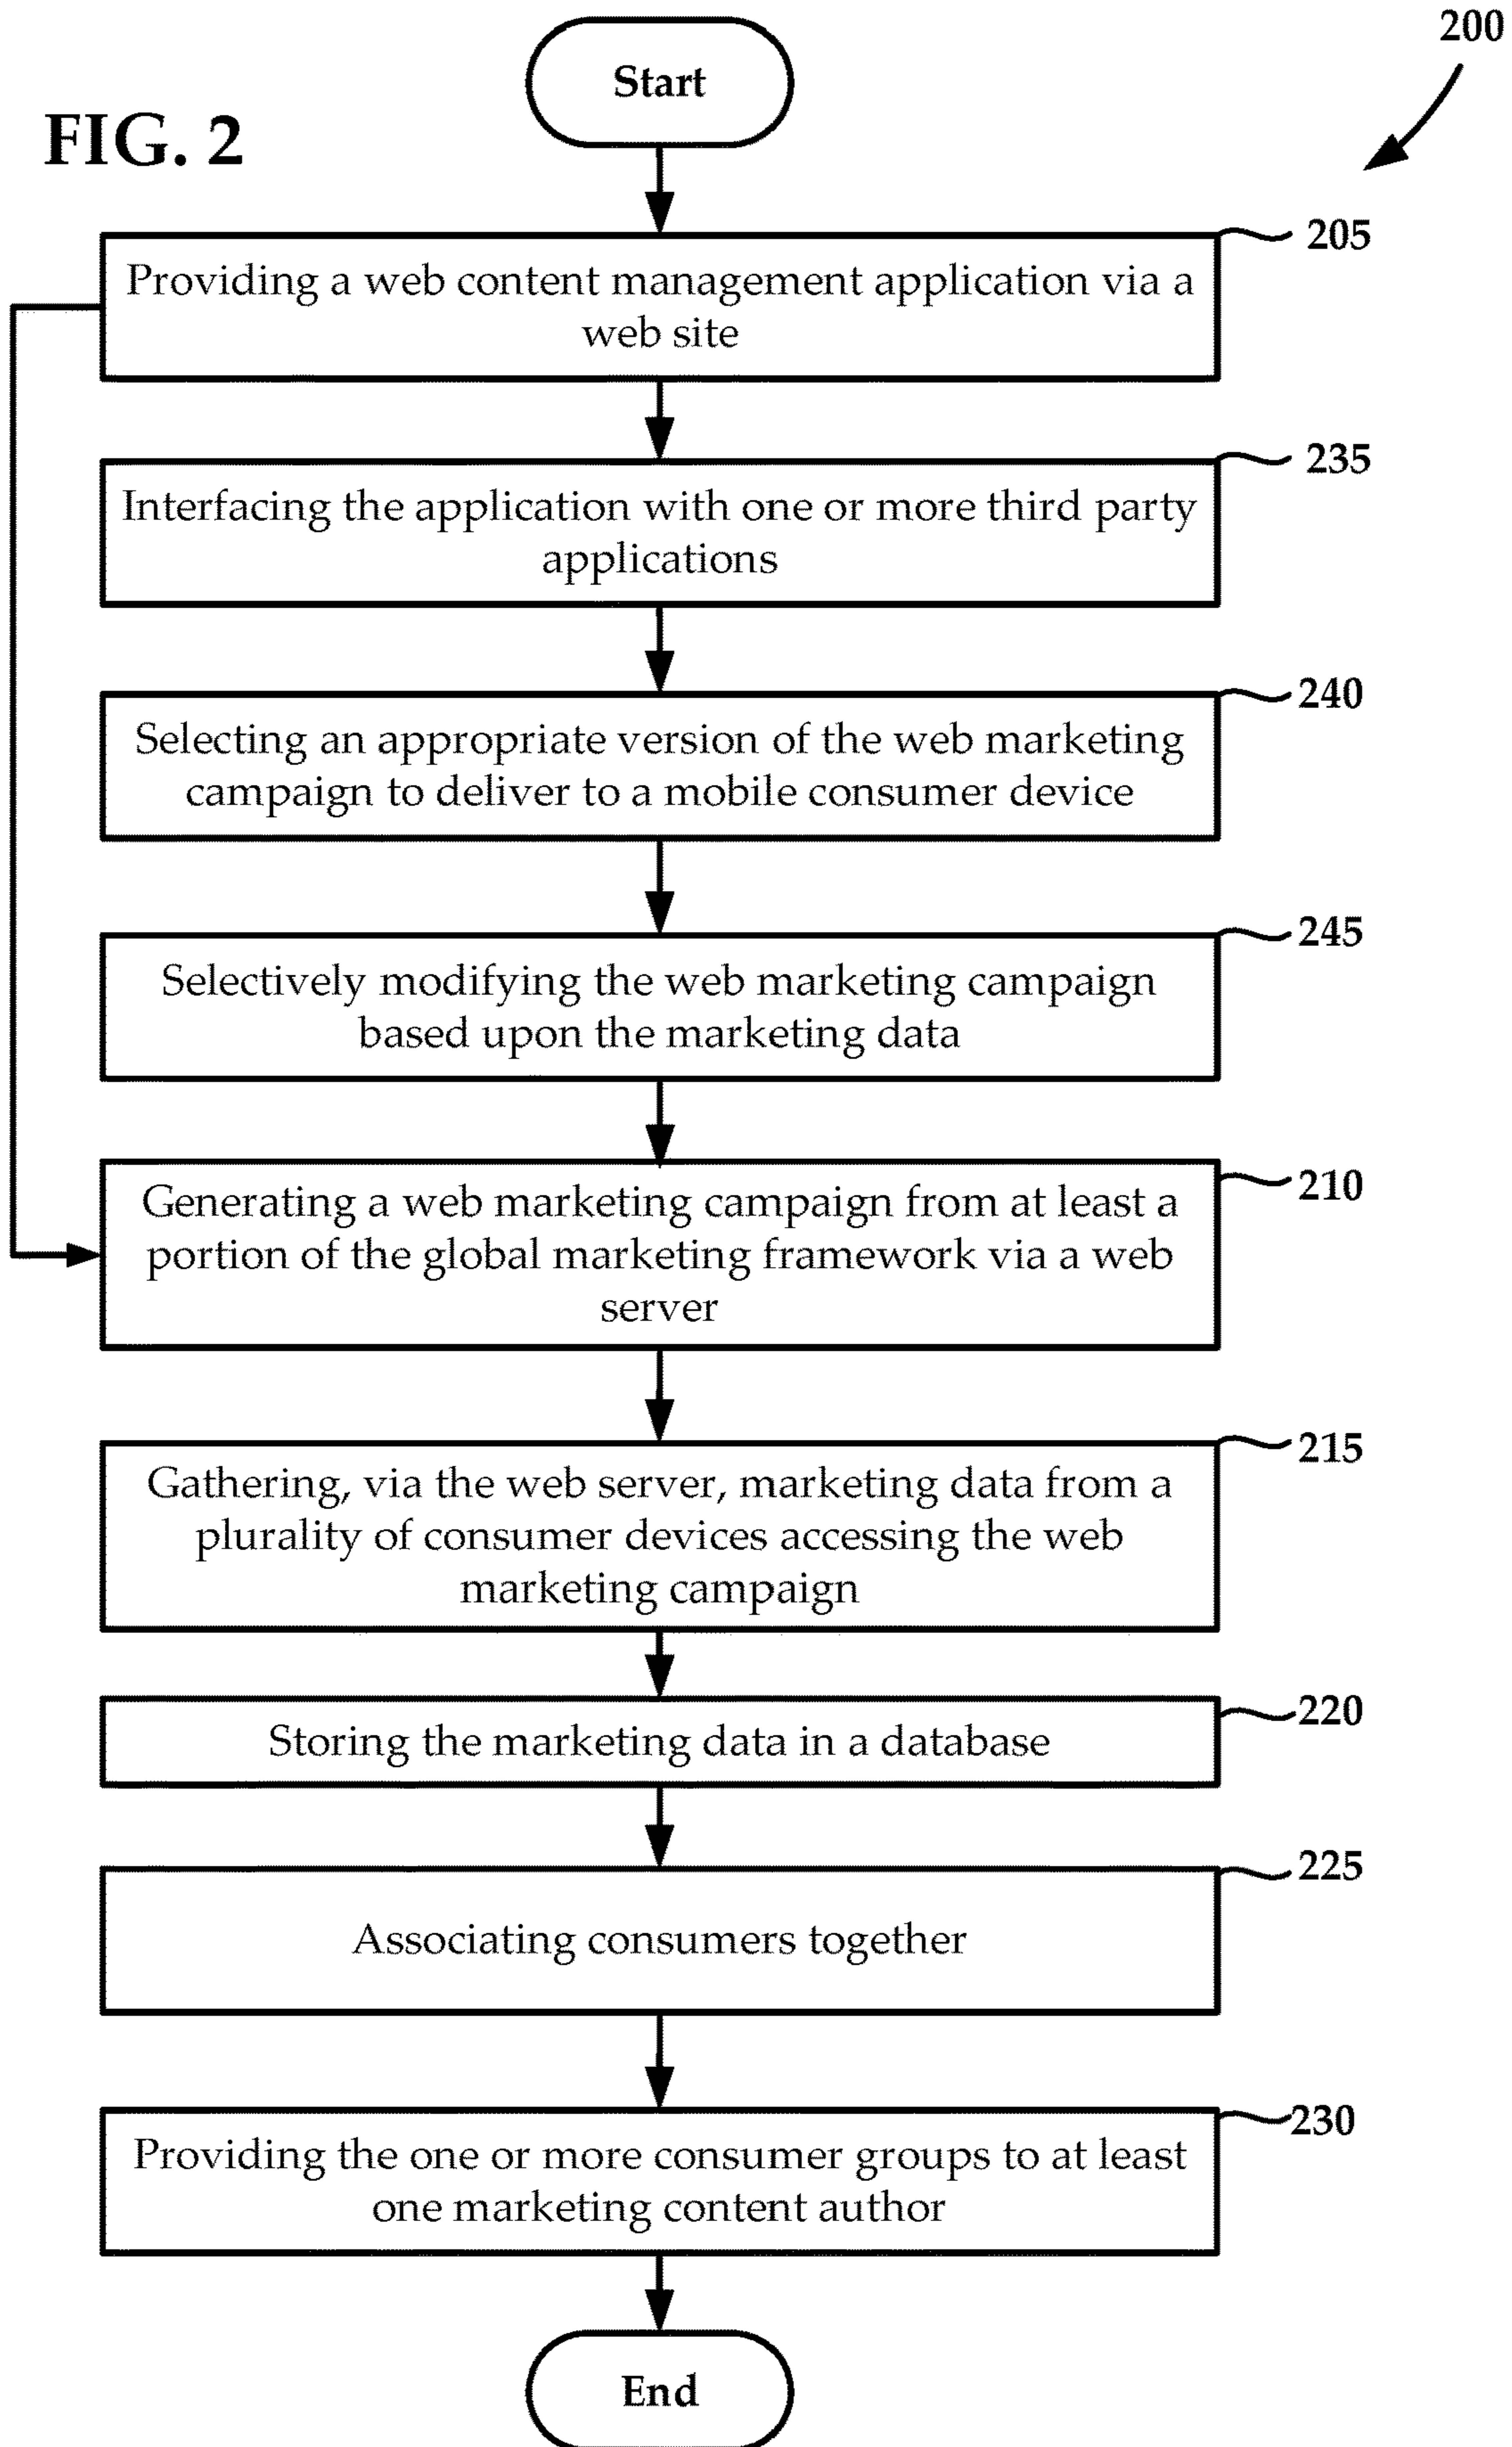 200
Start
FIG. 2
205
Providing a web content management application via a
web site
235
Interfacing the application with one or more third party
applications
240
Selecting an appropriate version of the web marketing
campaign to deliver to a mobile consumer device
245
Selectively modifying the web marketing campaign
based upon the marketing data
210
Generating a web marketing campaign from at least a
portion of the global marketing framework via a web
server
215
Gathering, via the web server, marketing data from a
plurality of consumer devices accessing the web
marketing campaign
220
Storing the marketing data in a database
225
Associating consumers together
230
Providing the one or more consumer groups to at least
one marketing content author
End